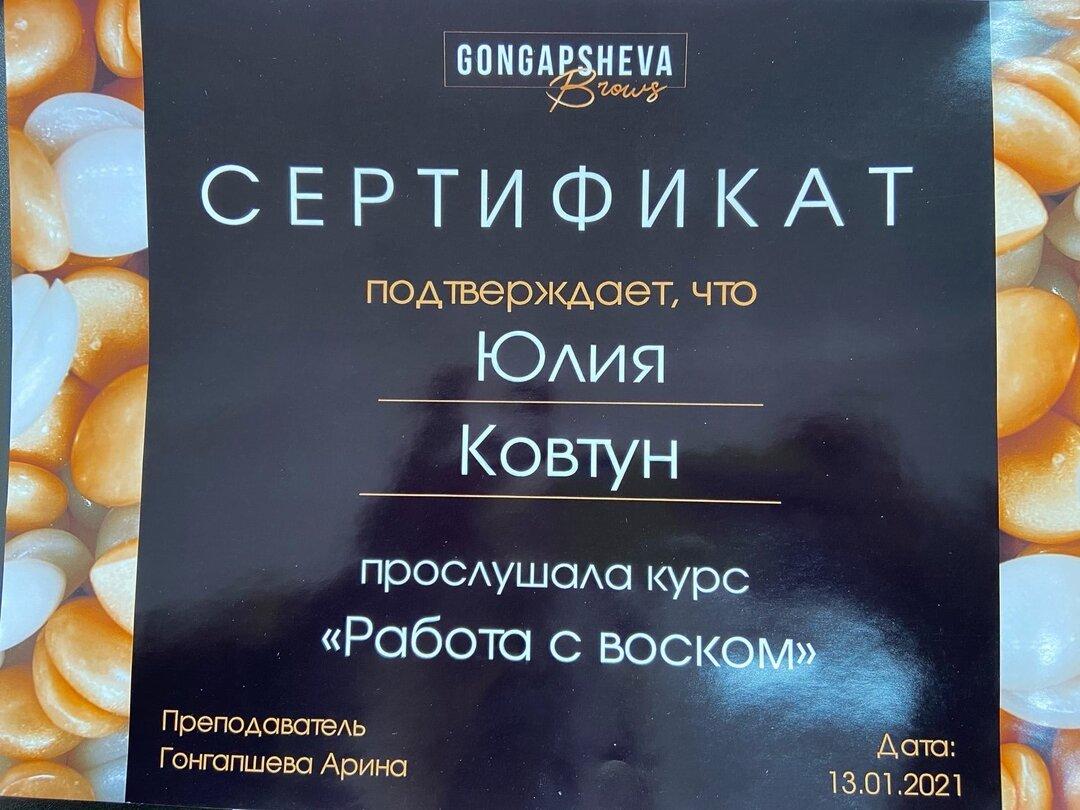 GONGAPSHEVA
Brows
СЕРТИФИКАТ
подтверждает, что
Юлия
Ковтун
прослушала курс
«Работа с воском»
Преподаватель
Гонгапшева Арина
Дата:
13.01.2021